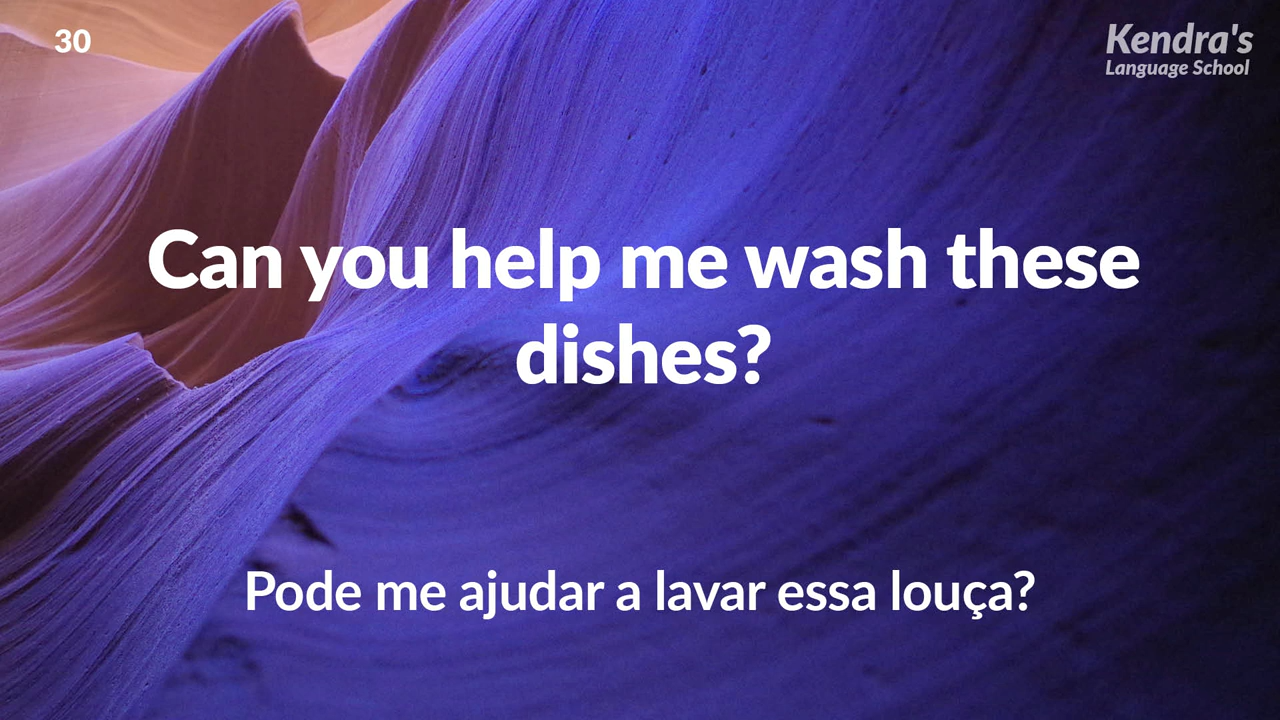 30
Kendra's
Language School
Can you help me wash these
dishes?
Pode me ajudar a lavar essa louça?